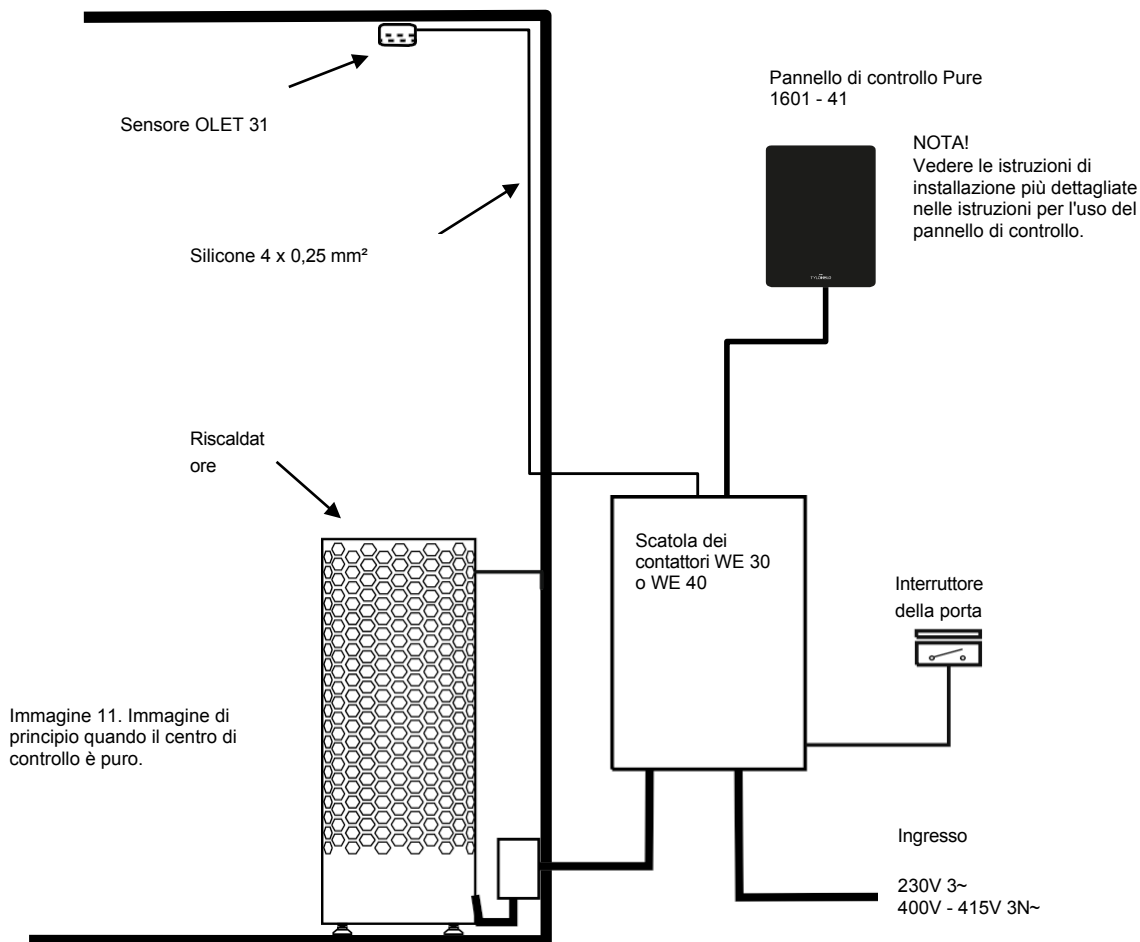 Sensore OLET 31
Silicone 4 x 0,25 mm²
Pannello di controllo Pure
1601 - 41
NOTA!
Vedere le istruzioni di
installazione più dettagliate
nelle istruzioni per l'uso del
pannello di controllo.
TYLÖHELO
Riscaldat
ore
Scatola dei
contattori WE 30
o WE 40
Interruttore
della porta
Immagine 11. Immagine di
principio quando il centro di
controllo è puro.
Ingresso
230V 3~
400V - 415V 3N~